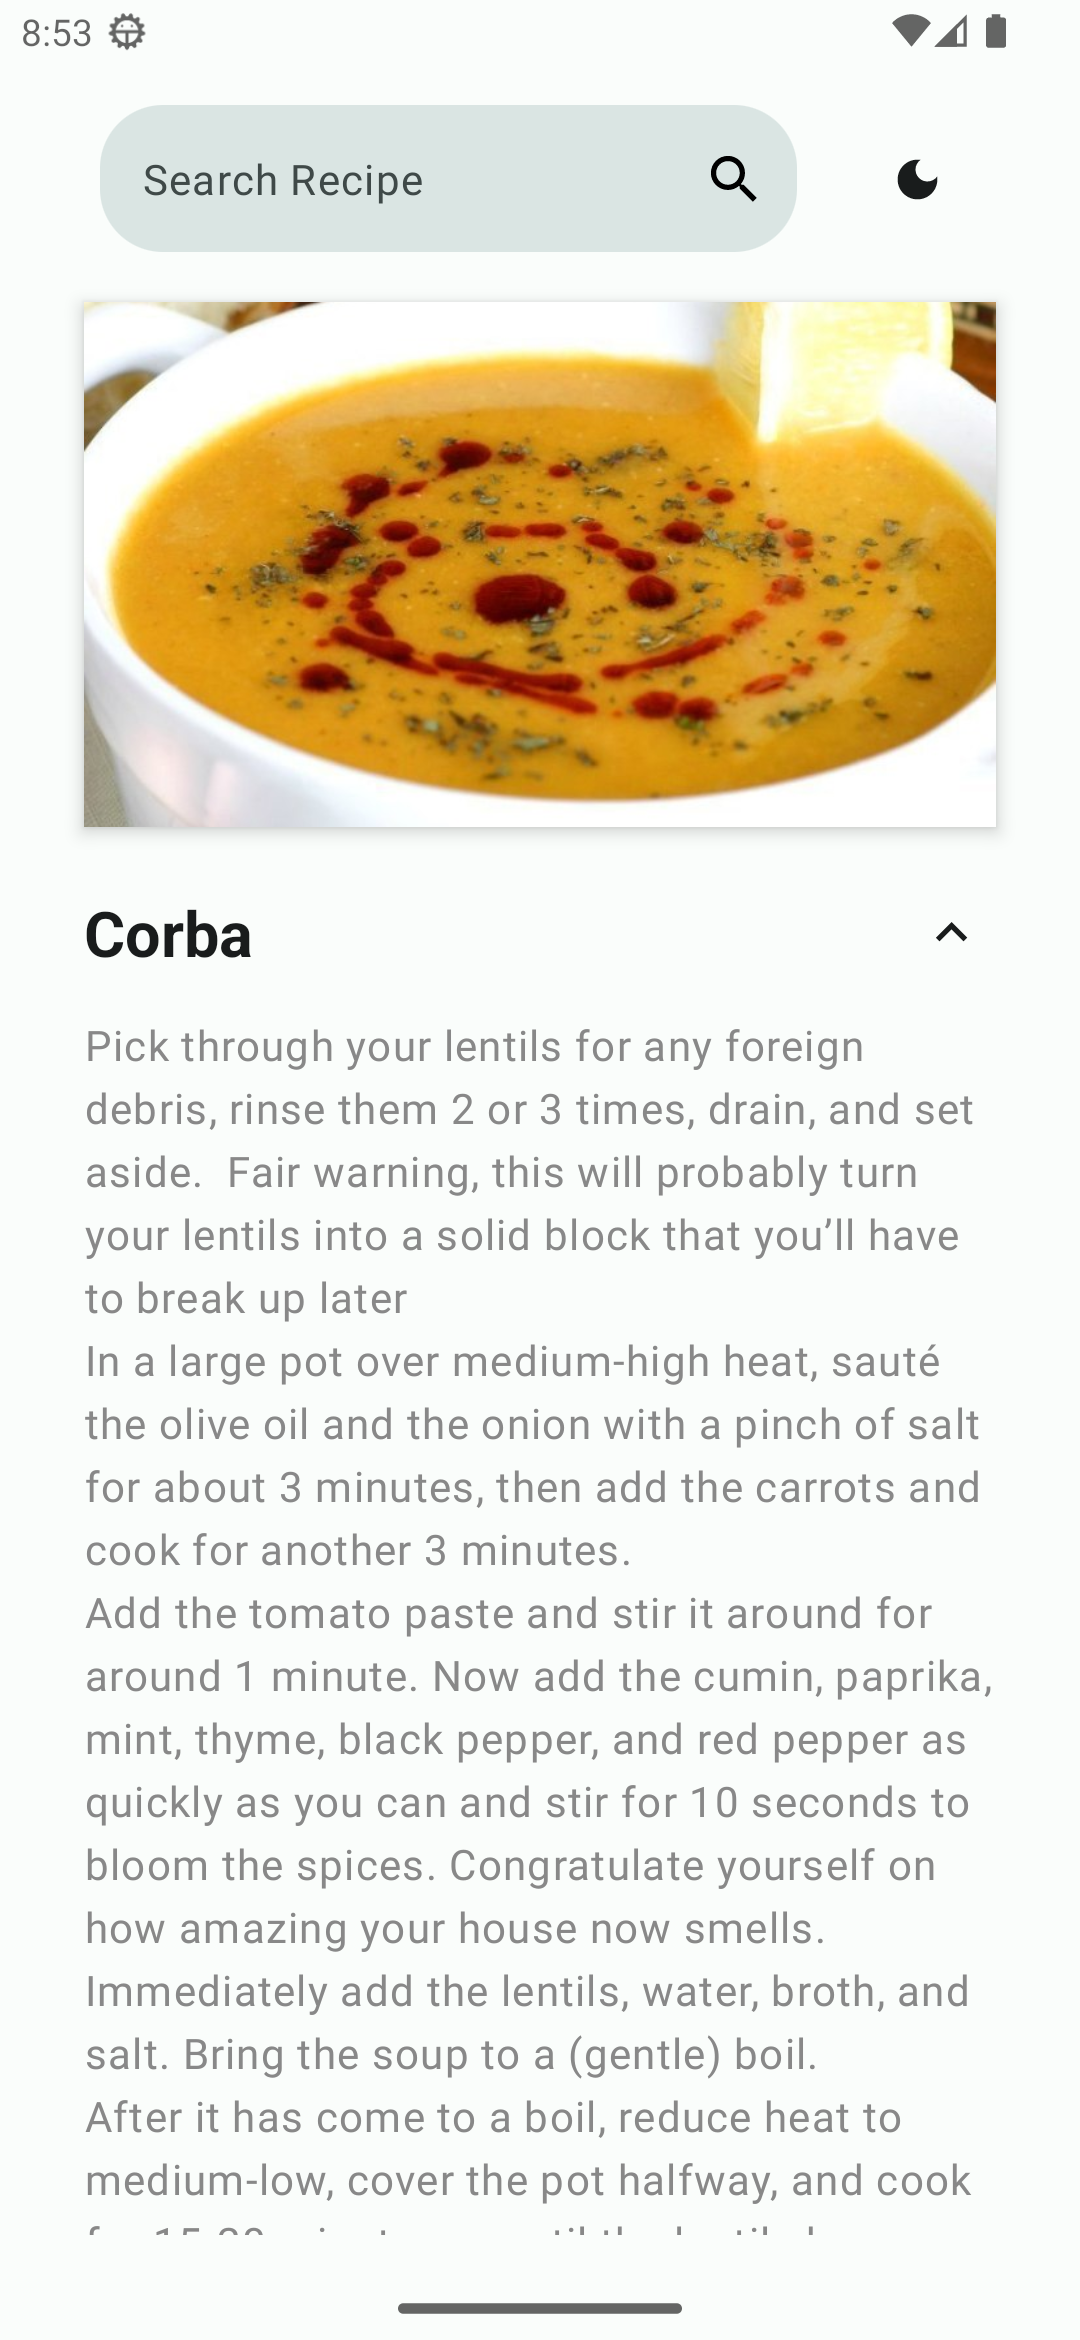 8:53
Search Recipe
Corba
Pick through your lentils for any foreign
debris, rinse them 2 or 3 times, drain, and set
aside.  Fair warning, this will probably turn
your lentils into a solid block that you’ll have
to break up later
In a large pot over medium-high heat, sauté
the olive oil and the onion with a pinch of salt
for about 3 minutes, then add the carrots and
cook for another 3 minutes.
Add the tomato paste and stir it around for
around 1 minute. Now add the cumin, paprika,
mint, thyme, black pepper, and red pepper as
quickly as you can and stir for 10 seconds to
bloom the spices. Congratulate yourself on
how amazing your house now smells.
Immediately add the lentils, water, broth, and
salt. Bring the soup to a (gentle) boil.
After it has come to a boil, reduce heat to
medium-low, cover the pot halfway, and cook